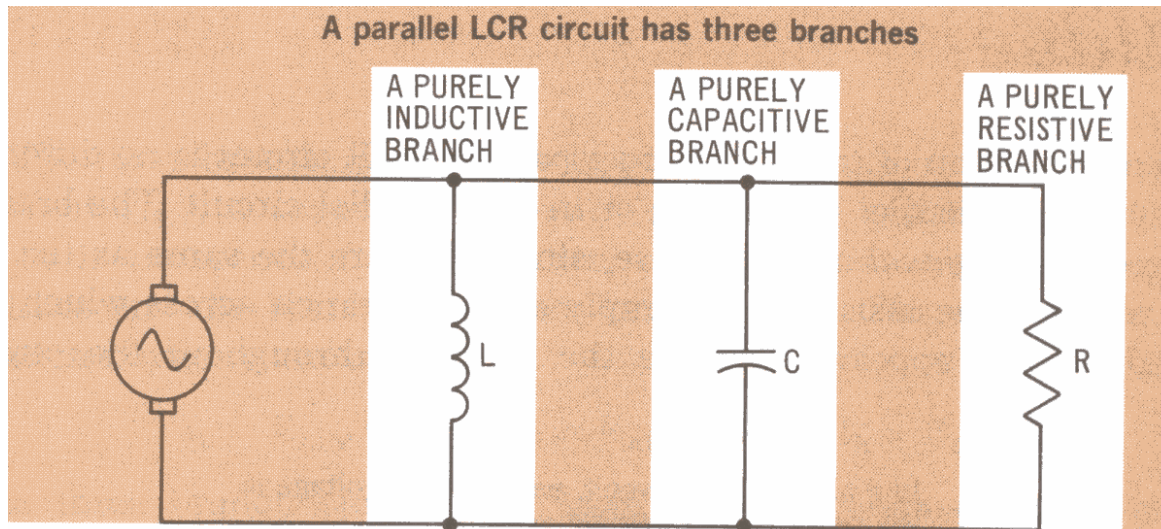 A parallel LCR circuit has three branches
A PURELY
INDUCTIVE
BRANCH
A PURELY
CAPACITIVE
BRANCH
A PURELY
RESISTIVE
BRANCH
L
C
R